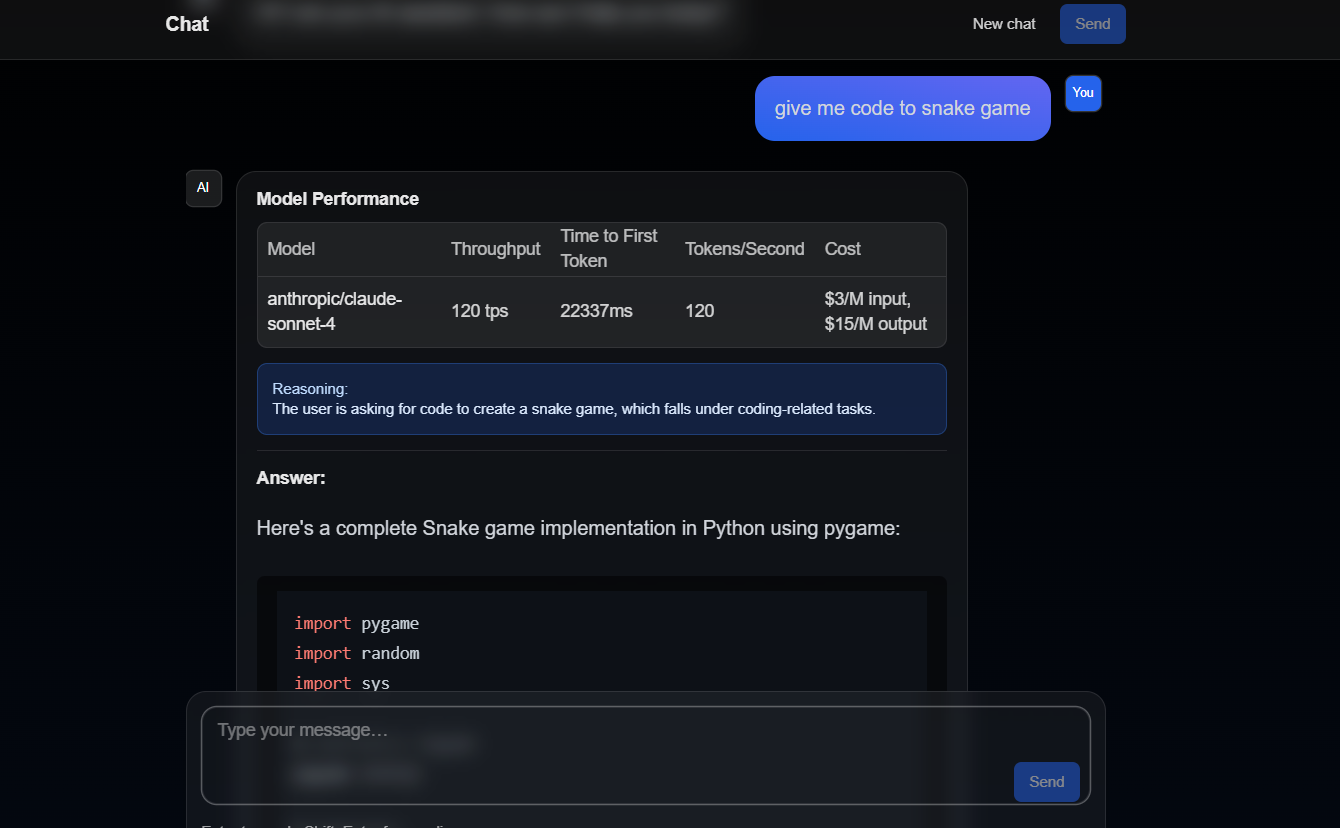 Chat
New chat
Send
give me code to snake game
You
AI
Model Performance
Model
Throughput
Time to First
Token
Tokens/Second
Cost
anthropic/claude-
sonnet-4
120 tps
22337ms
120
$3/M input,
$15/M output
Reasoning:
The user is asking for code to create a snake game, which falls under coding-related tasks.
Answer:
Here's a complete Snake game implementation in Python using pygame:
import pygame
import random
import sys
Type your message…
Send